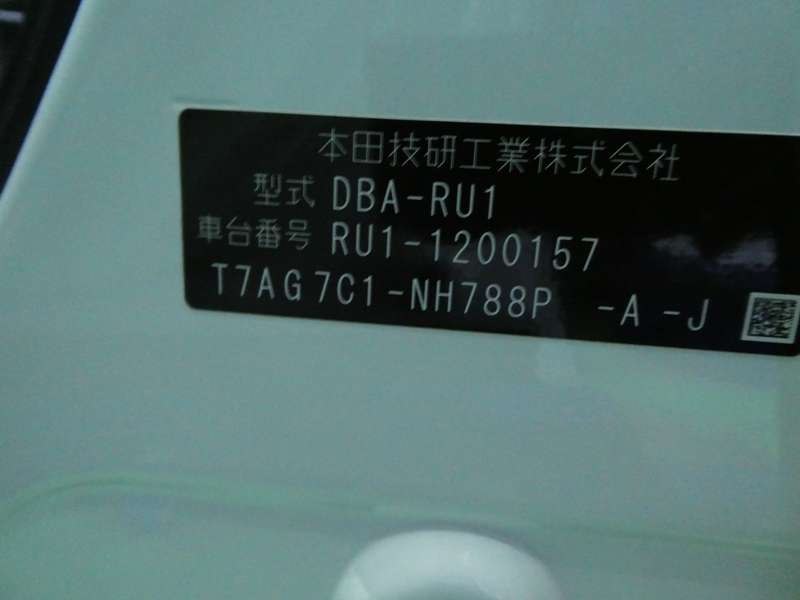 本田技研工業株式会社
型式 DBA-RU1
車台番号 RU1-1200157
T7AG7C1-NH788P -A -J